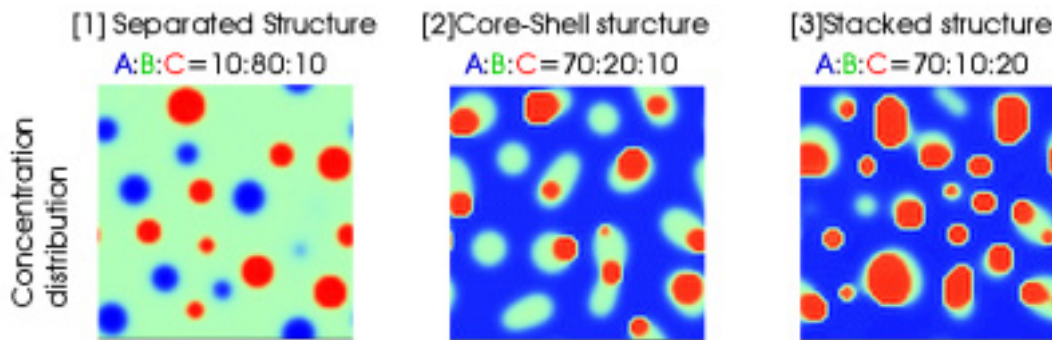 [1] Separated Structure
A:B:C=10:80:10
[2]Core-Shell sturcture
A:B:C=70:20:10
[3]Stacked structure
A:B:C=70:10:20
Concentration
distribution